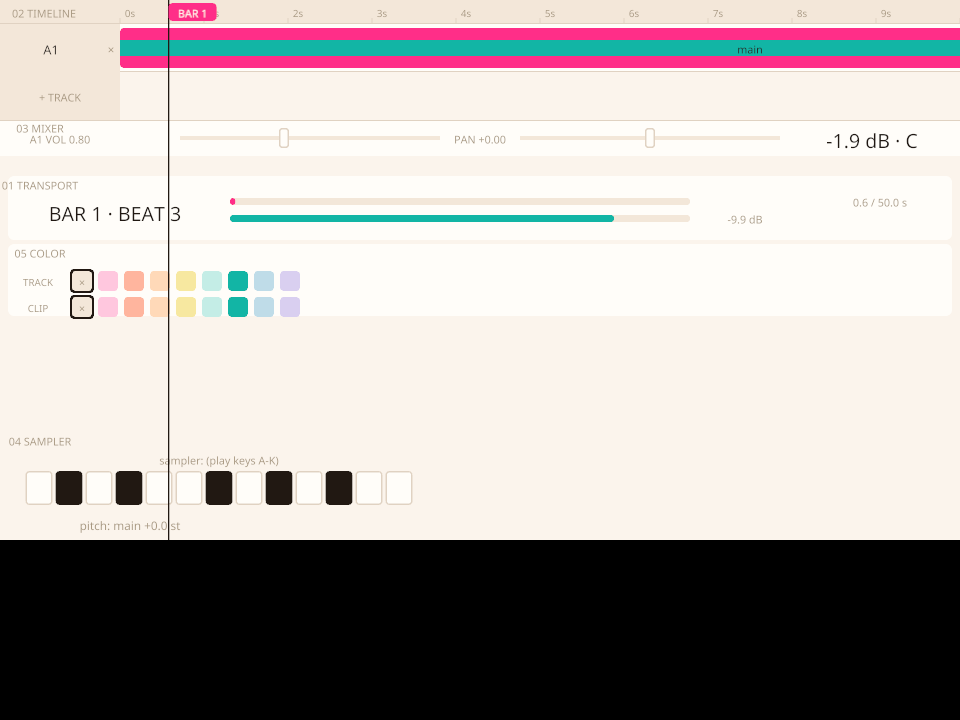 02 TIMELINE 0s BAR 1 2s 3s 4s 5s 6s 7s 8s 9s
A1 × main
+ TRACK
03 MIXER
A1 VOL 0.80 PAN +0.00 -1.9 dB · C
01 TRANSPORT
BAR 1 · BEAT 3 -9.9 dB 0.6 / 50.0 s
05 COLOR
TRACK ×
CLIP ×
04 SAMPLER
sampler: (play keys A-K)
pitch: main +0.0 st